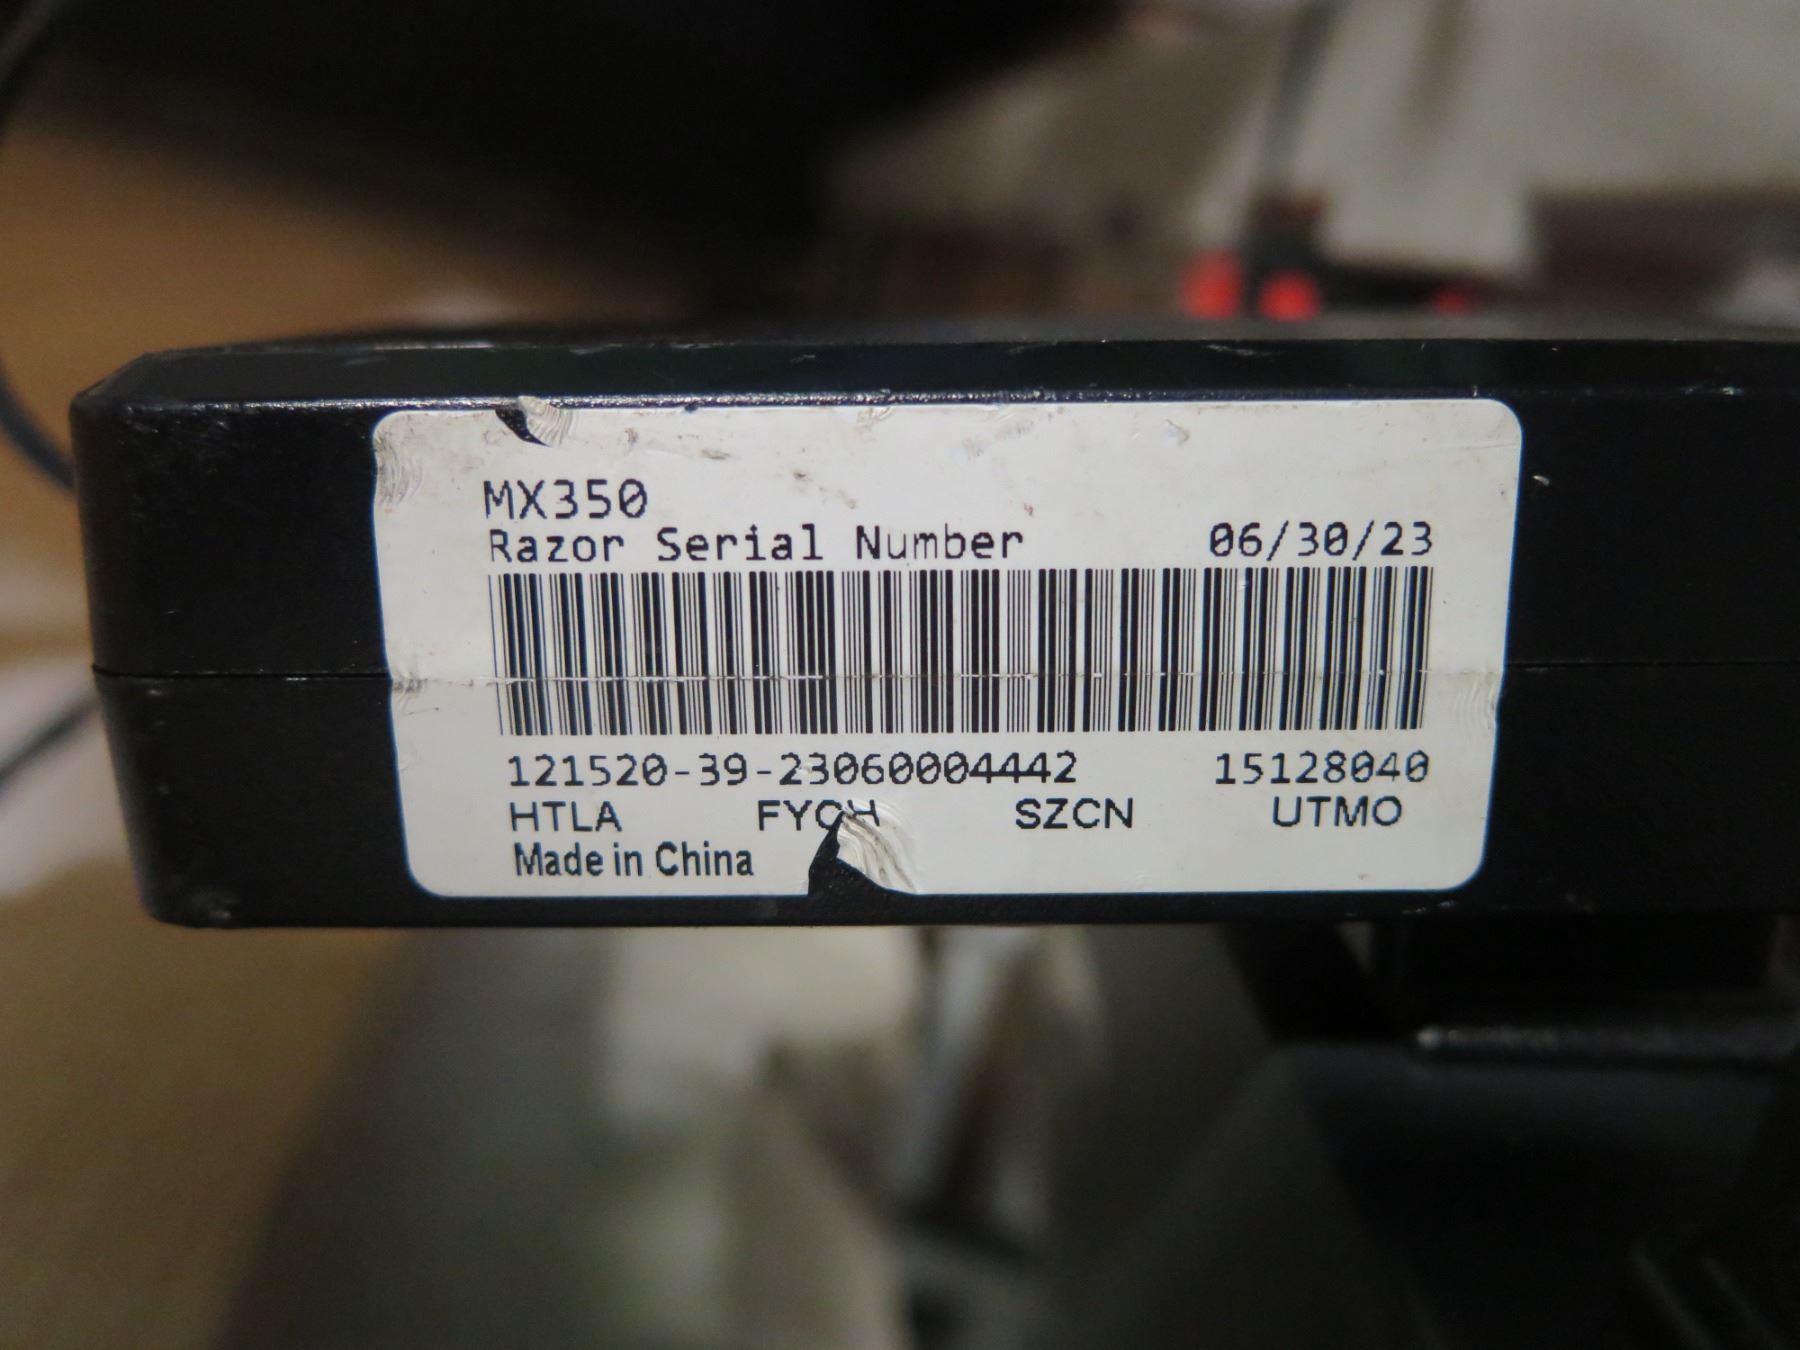 MX350
Razor Serial Number 06/30/23
121520-39-23060004442 15128040
HTLA FYCH SZCN UTMO
Made in China